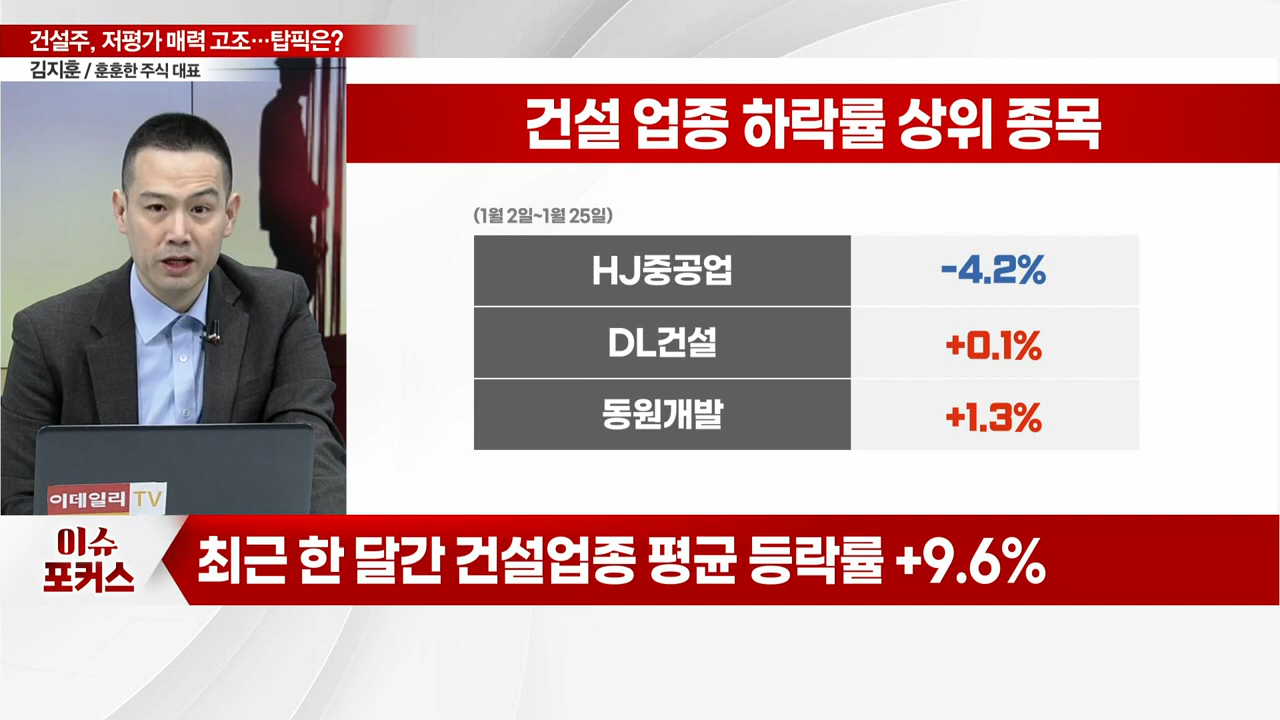 건설주, 저평가 매력 고조…탑픽은?
김지훈 / 훈훈한 주식 대표
건설 업종 하락률 상위 종목
(1월 2일~1월 25일)
HJ중공업 -4.2%
DL건설 +0.1%
동원개발 +1.3%
이데일리 TV
이슈
포커스
최근 한 달간 건설업종 평균 등락률 +9.6%